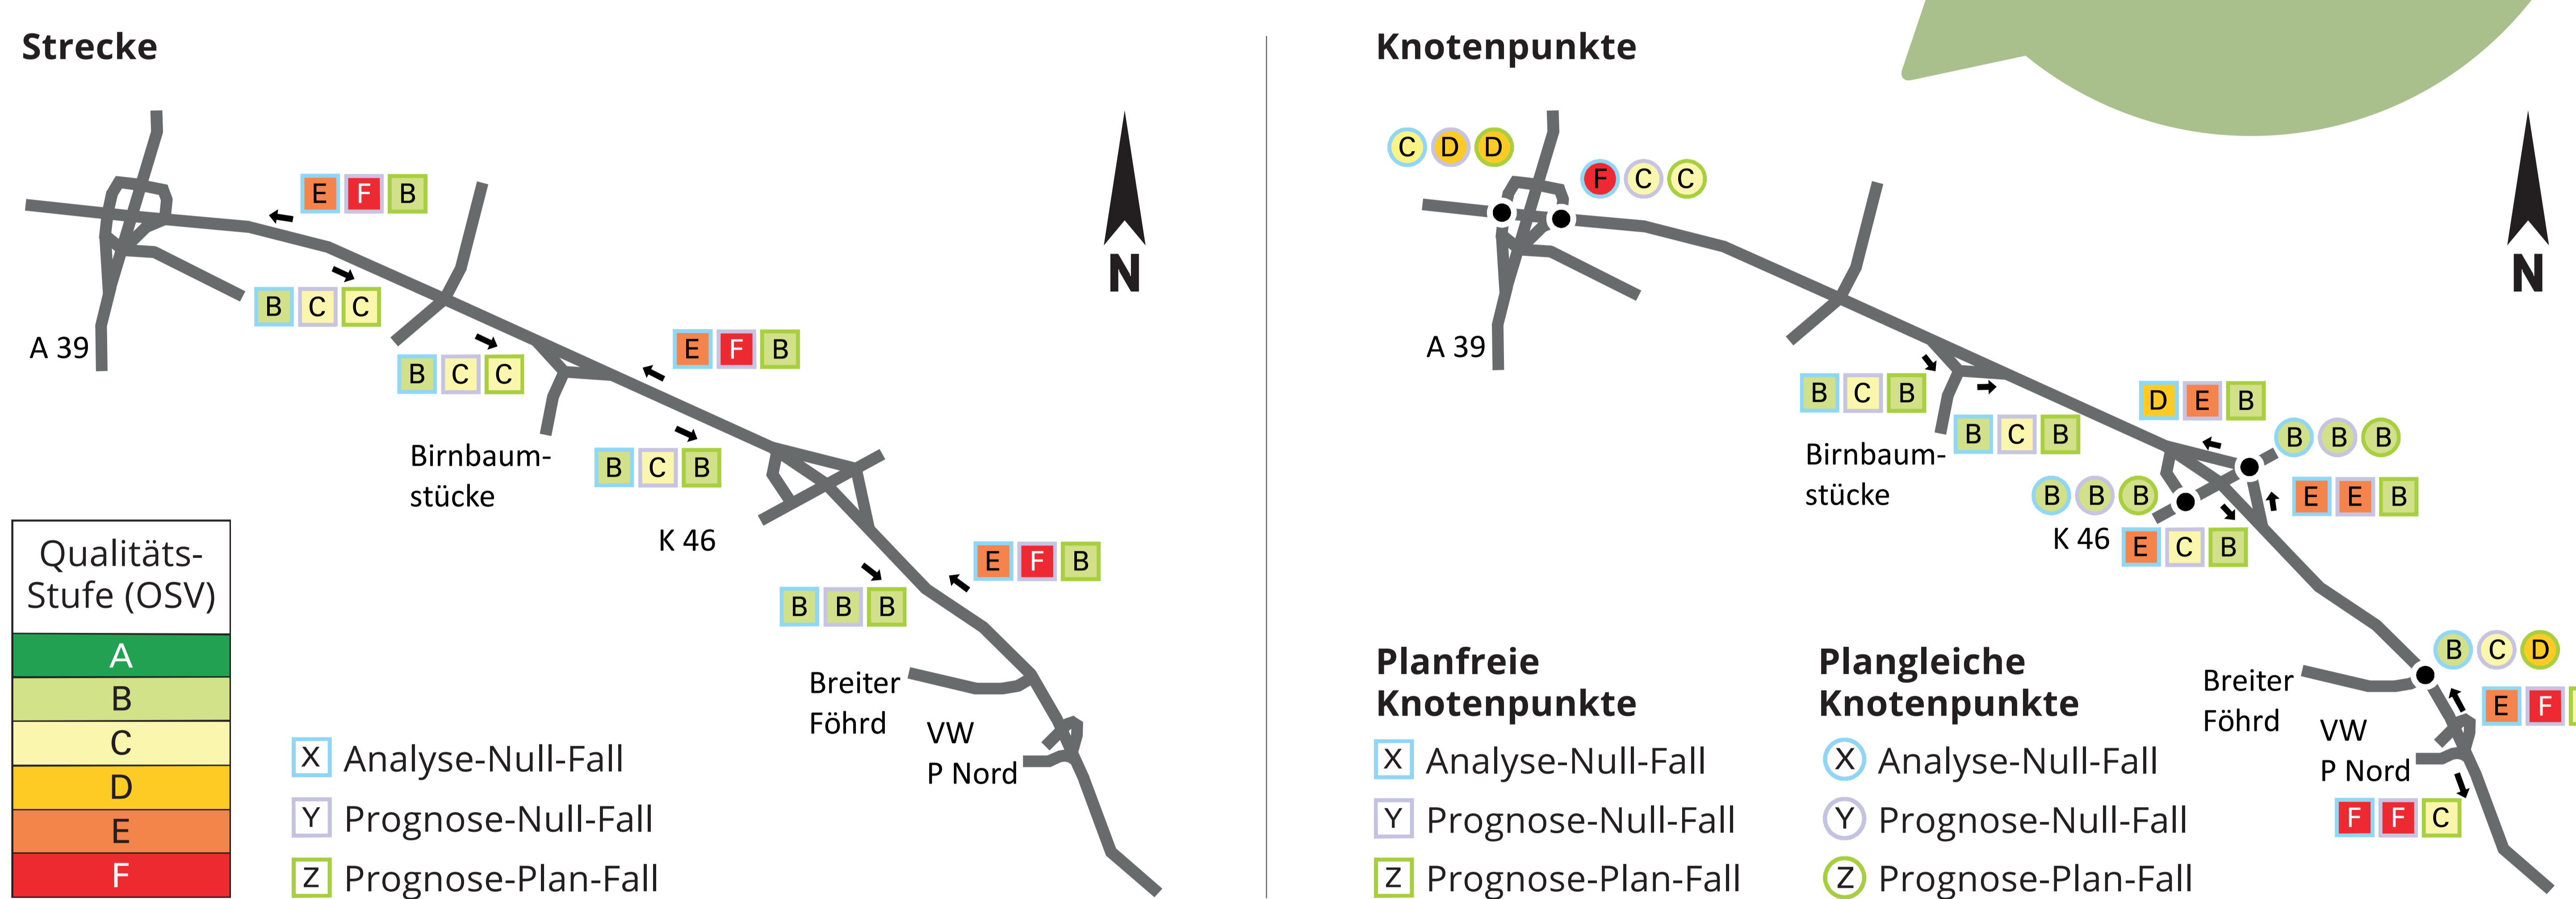 Strecke
E F B
B C C
A 39
B C C
E F B
Birnbaum-
stücke
B C B
K 46
E F B
B B B
Breiter
Föhrd
VW
P Nord
N
Qualitäts-
Stufe (QSV)
A
B
C
D
E
F
X Analyse-Null-Fall
Y Prognose-Null-Fall
Z Prognose-Plan-Fall
Knotenpunkte
C D D
F C C
A 39
N
B C B
B C B
Birnbaum-
stücke
D E B
B B B
B B B
E E B
K 46
E C B
B C D
Breiter
Föhrd
E F
VW
P Nord
F F C
Planfreie
Knotenpunkte
X Analyse-Null-Fall
Y Prognose-Null-Fall
Z Prognose-Plan-Fall
Plangleiche
Knotenpunkte
X Analyse-Null-Fall
Y Prognose-Null-Fall
Z Prognose-Plan-Fall